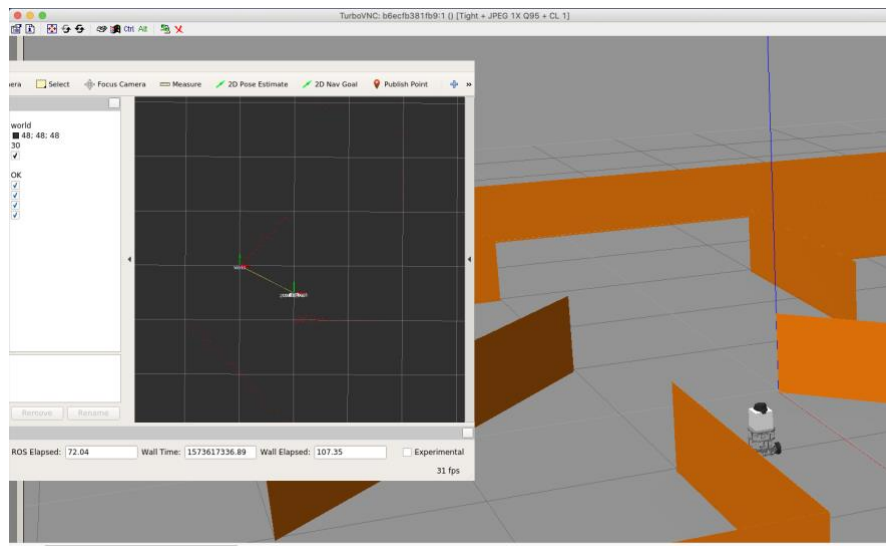 TurboVNC: b6ecfb381fb9:1 () [Tight + JPEG 1X Q95 + CL 1]
Ctrl Alt
Select Focus Camera Measure 2D Pose Estimate 2D Nav Goal Publish Point »
world
48; 48; 48
30
OK
Remove Rename
ROS Elapsed: 72.04 Wall Time: 1573617336.89 Wall Elapsed: 107.35 Experimental
31 fps